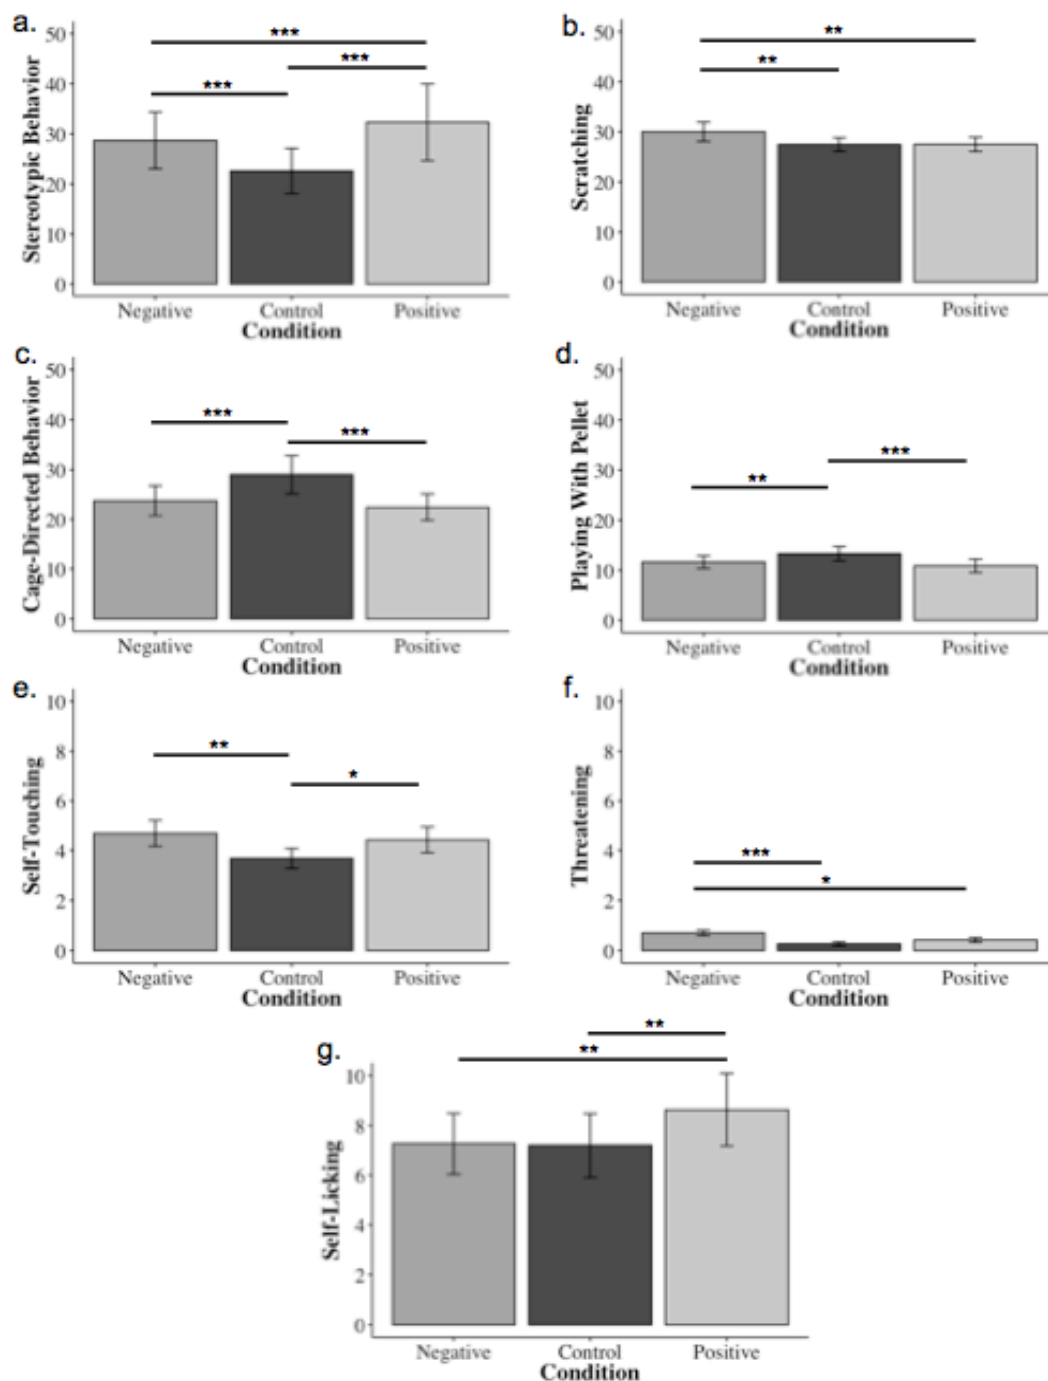 a.
***
***
***
Stereotypic Behavior
50
40
30
20
10
0
Negative Control Positive
Condition
b.
**
**
Scratching
50
40
30
20
10
0
Negative Control Positive
Condition
c.
***
***
Cage-Directed Behavior
50
40
30
20
10
0
Negative Control Positive
Condition
d.
***
**
Playing With Pellet
50
40
30
20
10
0
Negative Control Positive
Condition
e.
**
*
Self-Touching
10
8
6
4
2
0
Negative Control Positive
Condition
f.
***
*
Threatening
10
8
6
4
2
0
Negative Control Positive
Condition
g.
**
**
Self-Licking
10
8
6
4
2
0
Negative Control Positive
Condition